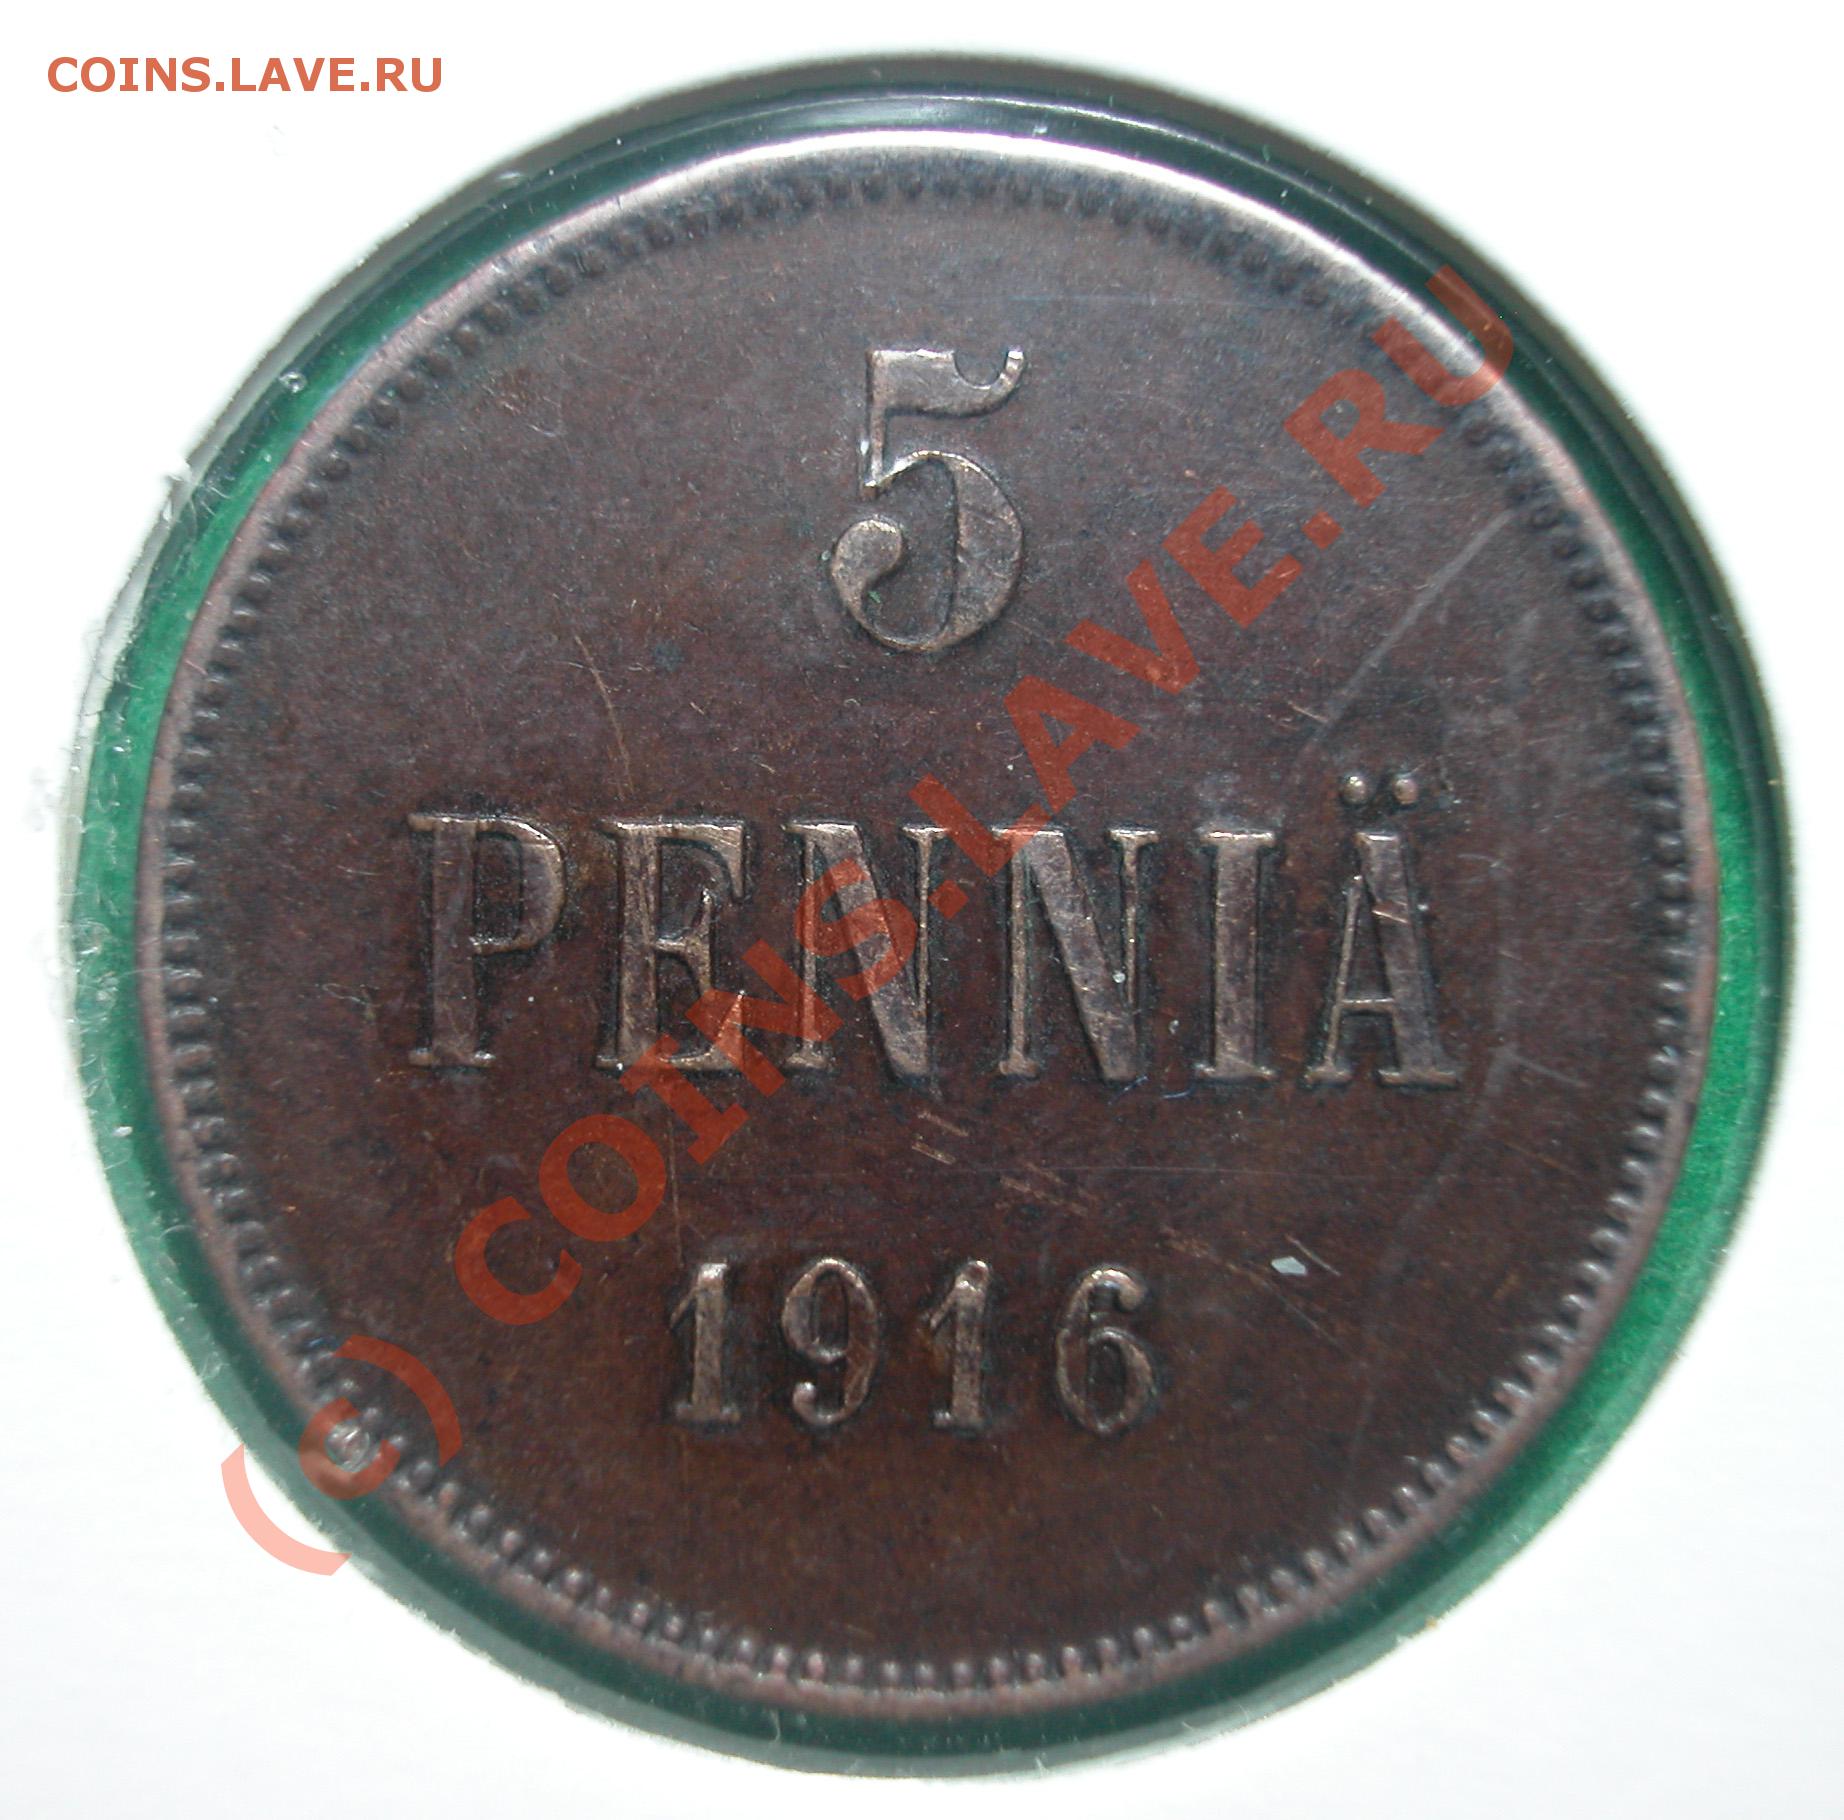 COINS.LAVE.RU
5
PENNIÄ
1916
(c) COINS.LAVE.RU